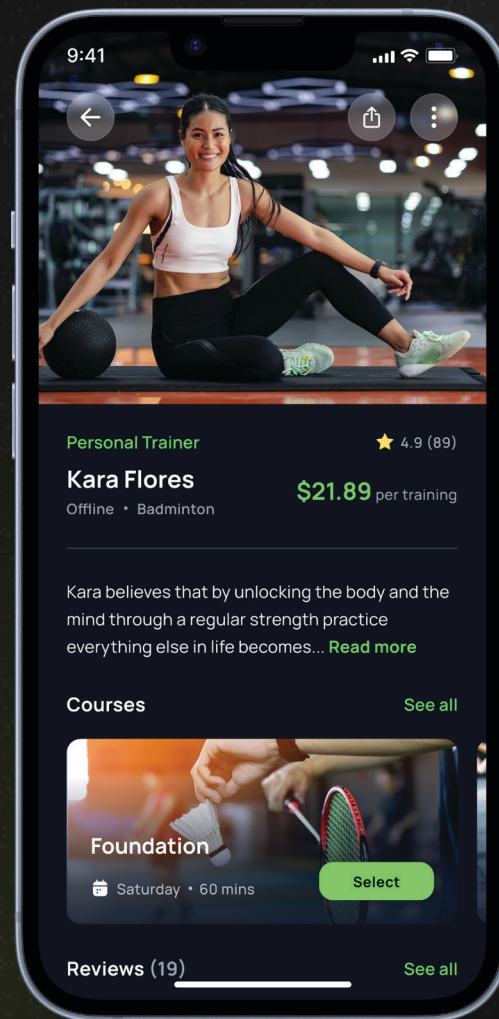 9:41
Personal Trainer
4.9 (89)
Kara Flores
$21.89 per training
Offline • Badminton
Kara believes that by unlocking the body and the
mind through a regular strength practice
everything else in life becomes... Read more
Courses
See all
Foundation
Saturday • 60 mins
Select
Reviews (19)
See all